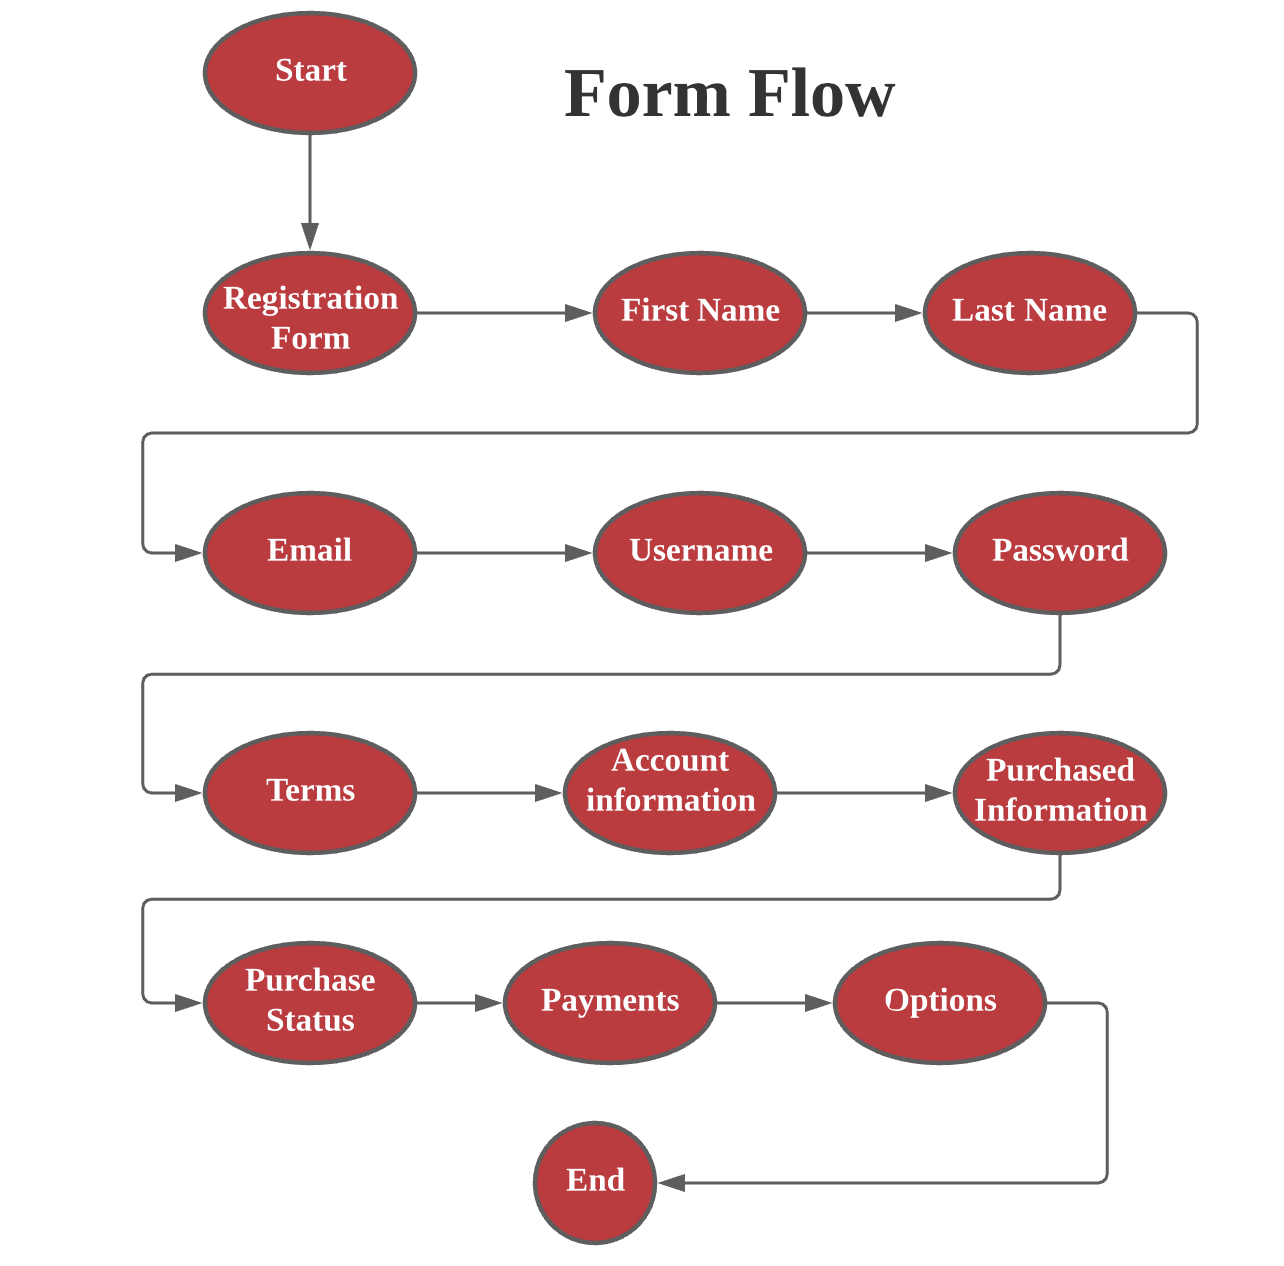 Start
Form Flow
Registration
Form
First Name
Last Name
Email
Username
Password
Terms
Account
information
Purchased
Information
Purchase
Status
Payments
Options
End